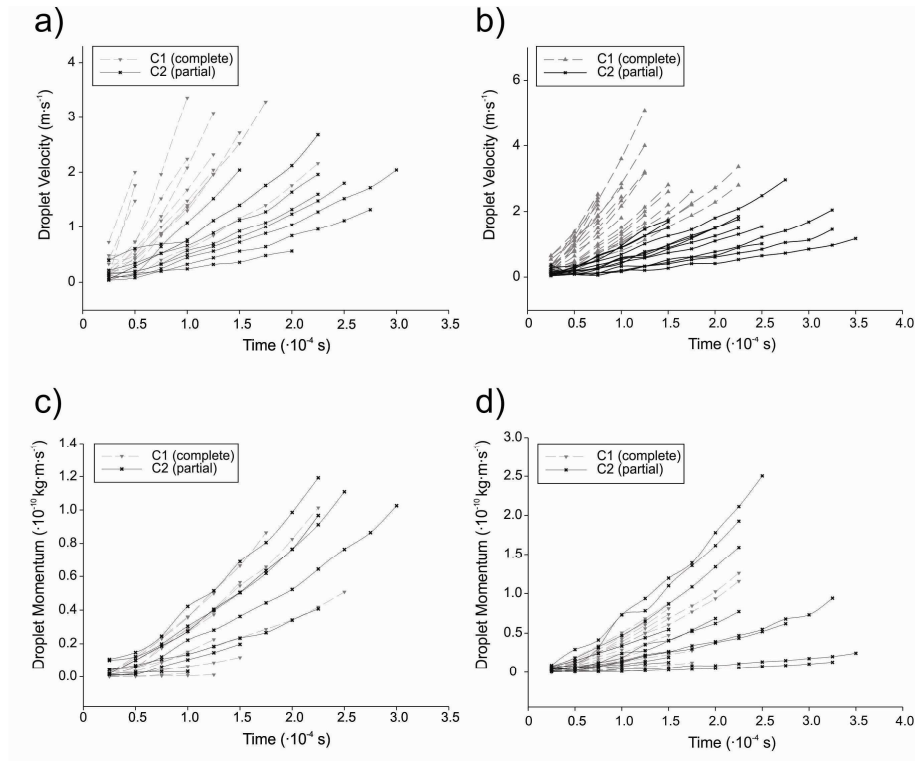 a)
C1 (complete)
C2 (partial)
Droplet Velocity (m·s⁻¹)
4
3
2
1
0
0 0.5 1.0 1.5 2.0 2.5 3.0 3.5
Time (·10⁻⁴ s)
b)
C1 (complete)
C2 (partial)
Droplet Velocity (m·s⁻¹)
6
4
2
0
0 0.5 1.0 1.5 2.0 2.5 3.0 3.5 4.0
Time (·10⁻⁴ s)
c)
C1 (complete)
C2 (partial)
Droplet Momentum (·10⁻¹⁰ kg·m·s⁻¹)
1.4
1.2
1.0
0.8
0.6
0.4
0.2
0.0
0 0.5 1.0 1.5 2.0 2.5 3.0 3.5
Time (·10⁻⁴ s)
d)
C1 (complete)
C2 (partial)
Droplet Momentum (·10⁻¹⁰ kg·m·s⁻¹)
3.0
2.5
2.0
1.5
1.0
0.5
0
0 0.5 1.0 1.5 2.0 2.5 3.0 3.5 4.0
Time (·10⁻⁴ s)